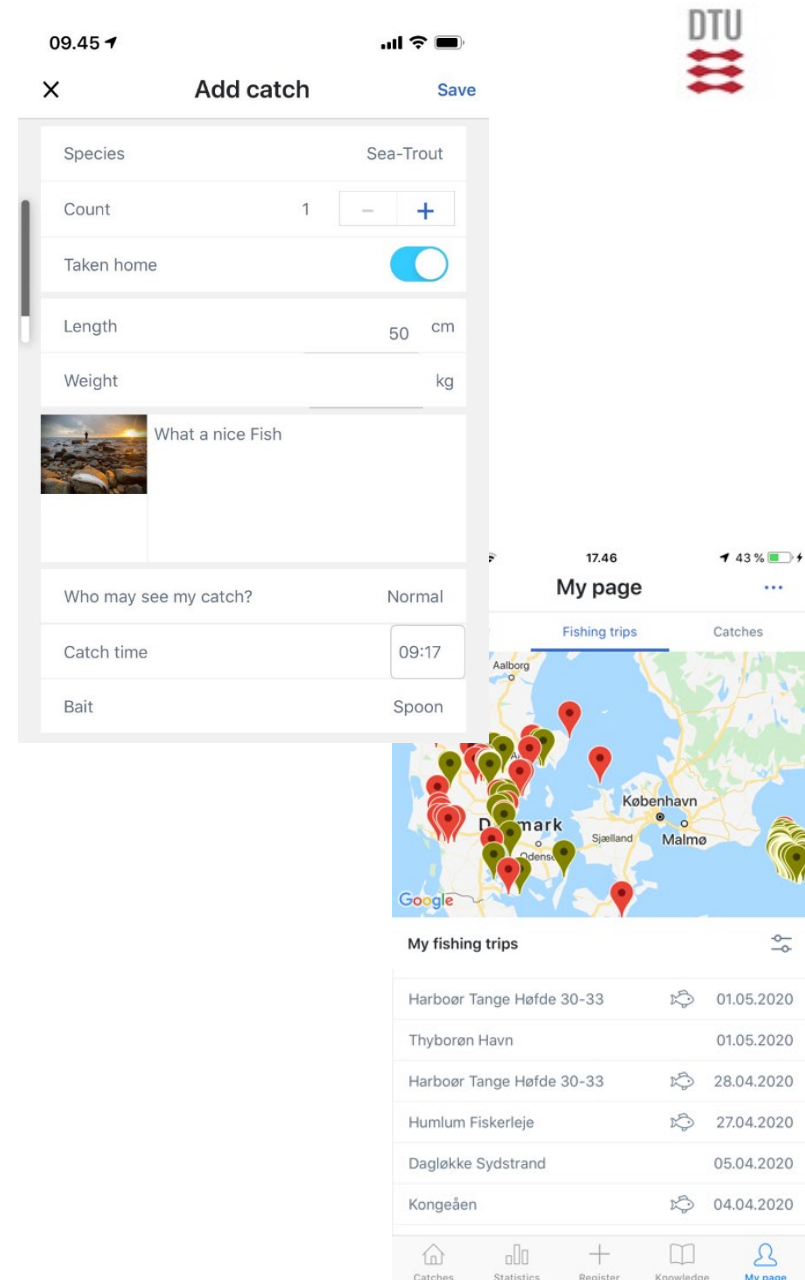 DTU
09.45
Add catch
Save
Species Sea-Trout
Count 1 − +
Taken home
Length 50 cm
Weight kg
What a nice Fish
Who may see my catch? Normal
Catch time 09:17
Bait Spoon
17.46 43 %
My page
Fishing trips Catches
Aalborg
København
Danmark
Sjælland Malmø
Google
My fishing trips
Harboør Tange Høfde 30-33 01.05.2020
Thyborøn Havn 01.05.2020
Harboør Tange Høfde 30-33 28.04.2020
Humlum Fiskerleje 27.04.2020
Dagløkke Sydstrand 05.04.2020
Kongeåen 04.04.2020
Catches Statistics Register Knowledge My page